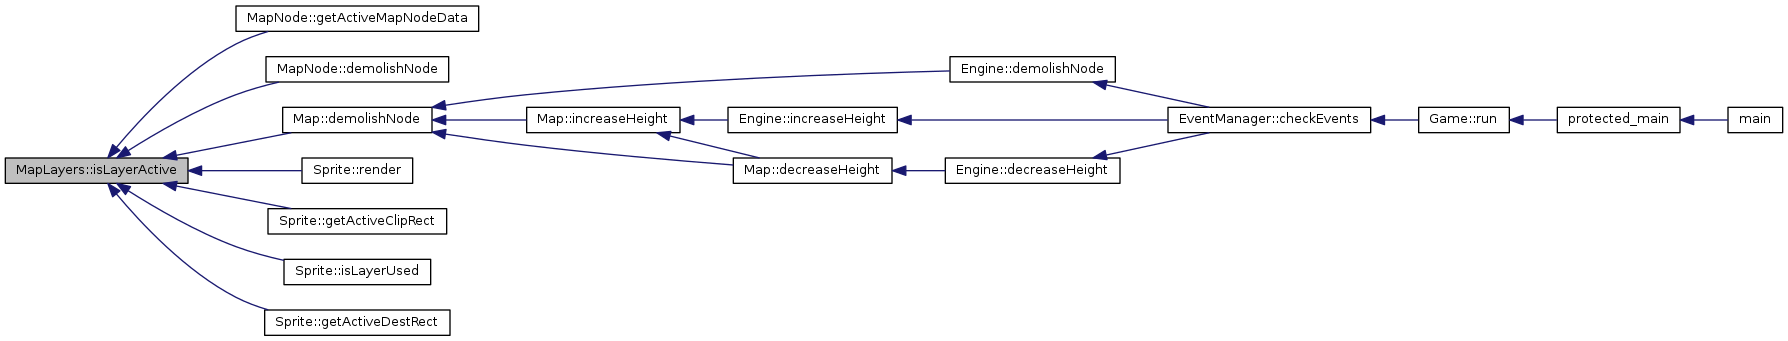 MapNode::getActiveMapNodeData
MapNode::demolishNode
Engine::demolishNode
Map::demolishNode
Map::increaseHeight
Engine::increaseHeight
EventManager::checkEvents
Game::run
protected_main
main
MapLayers::isLayerActive
Sprite::render
Map::decreaseHeight
Engine::decreaseHeight
Sprite::getActiveClipRect
Sprite::isLayerUsed
Sprite::getActiveDestRect